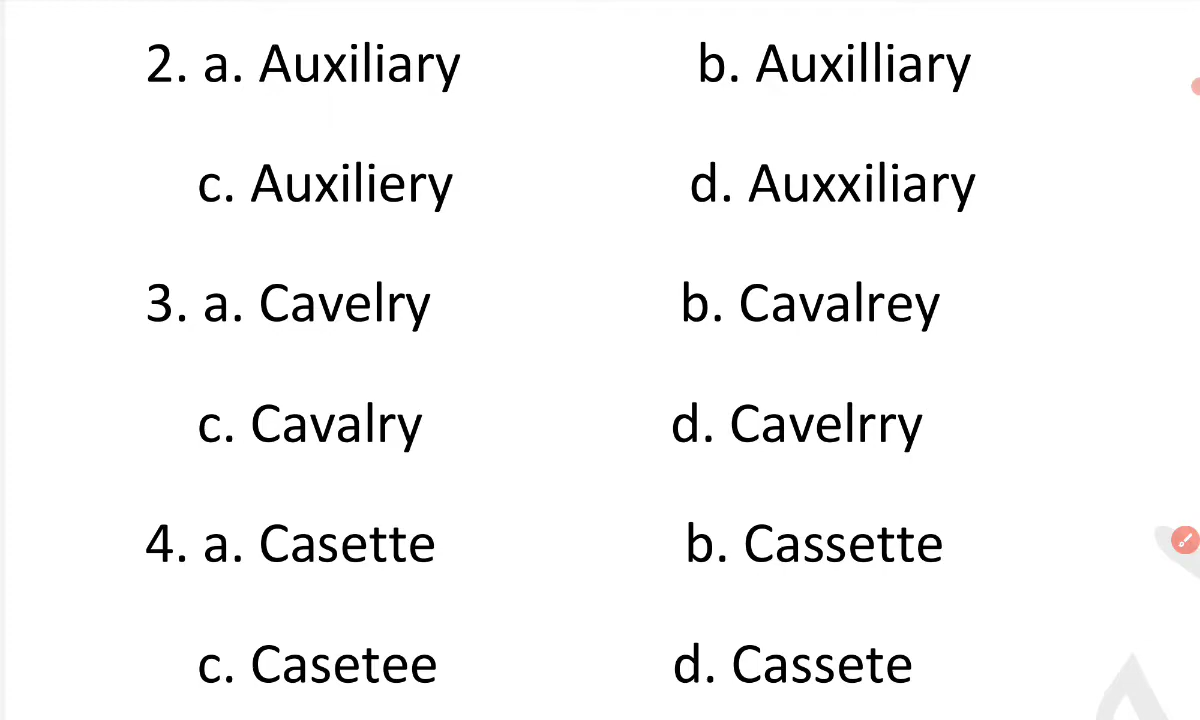 2. a. Auxiliary b. Auxilliary
c. Auxiliery d. Auxxiliary
3. a. Cavelry b. Cavalrey
c. Cavalry d. Cavelrry
4. a. Casette b. Cassette
c. Casetee d. Cassete